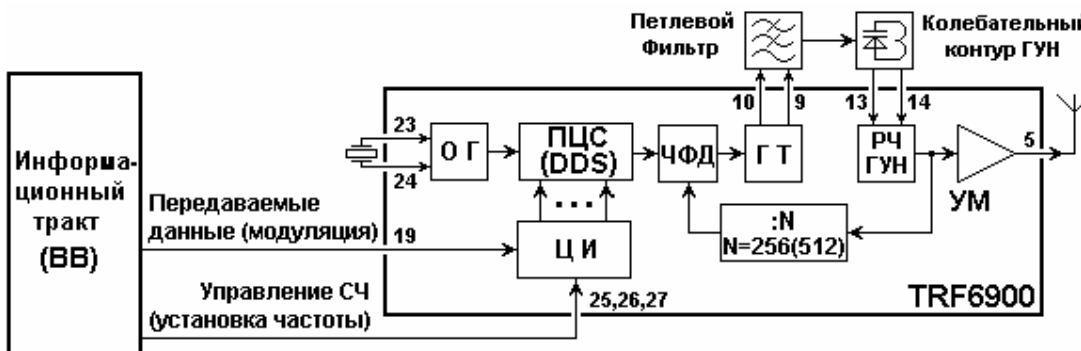 Петлевой
Фильтр
Колебательный
контур ГУН
10
9
13
14
23
24
О Г
ПЦС
(DDS)
ЧФД
Г Т
РЧ
ГУН
5
УМ
Информа-
ционный
тракт
(ВВ)
Передаваемые
данные (модуляция)
19
...
Ц И
:N
N=256(512)
Управление СЧ
(установка частоты)
25,26,27
TRF6900